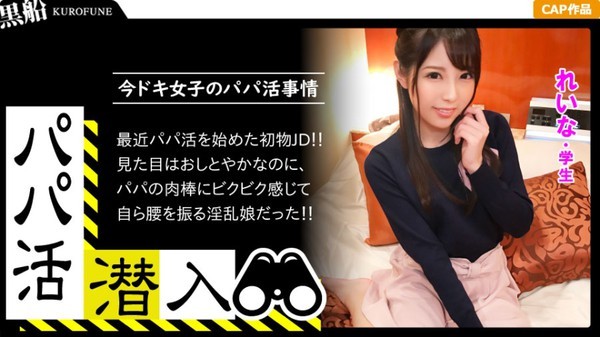 黒船 KUROFUNE
CAP作品
今ドキ女子のパパ活事情
最近パパ活を始めた初物JD!!
見た目はおしとやかなのに、
パパの肉棒にビクビク感じて
自ら腰を振る淫乱娘だった!!
れいな・学生
パパ活
潜入